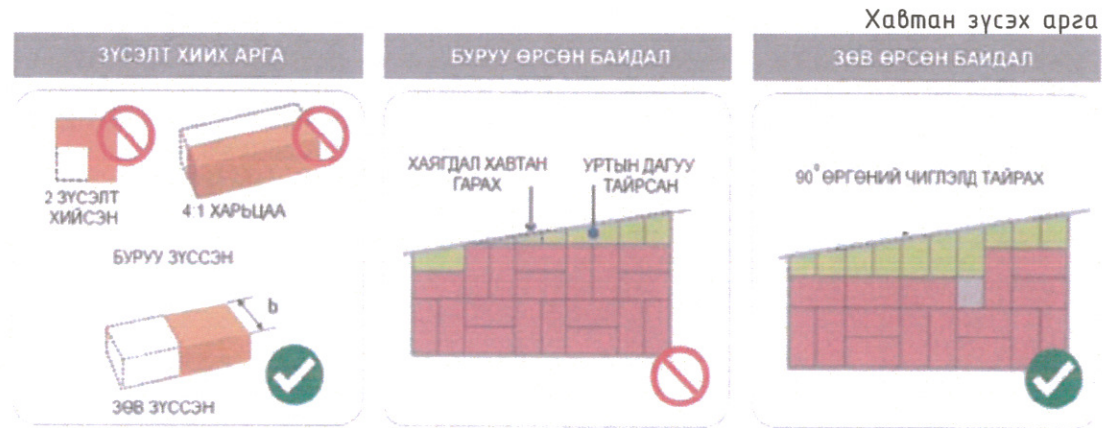 Хавтан зүсэх арга
ЗҮСЭЛТ ХИЙХ АРГА
2 ЗҮСЭЛТ
ХИЙСЭН
4:1 ХАРЬЦАА
БУРУУ ЗҮССЭН
b
ЗӨВ ЗҮССЭН
БУРУУ ӨРСӨН БАЙДАЛ
ХАЯГДАЛ ХАВТАН
ГАРАХ
УРТЫН ДАГУУ
ТАЙРСАН
ЗӨВ ӨРСӨН БАЙДАЛ
90° ӨРГӨНИЙ ЧИГЛЭЛД ТАЙРАХ